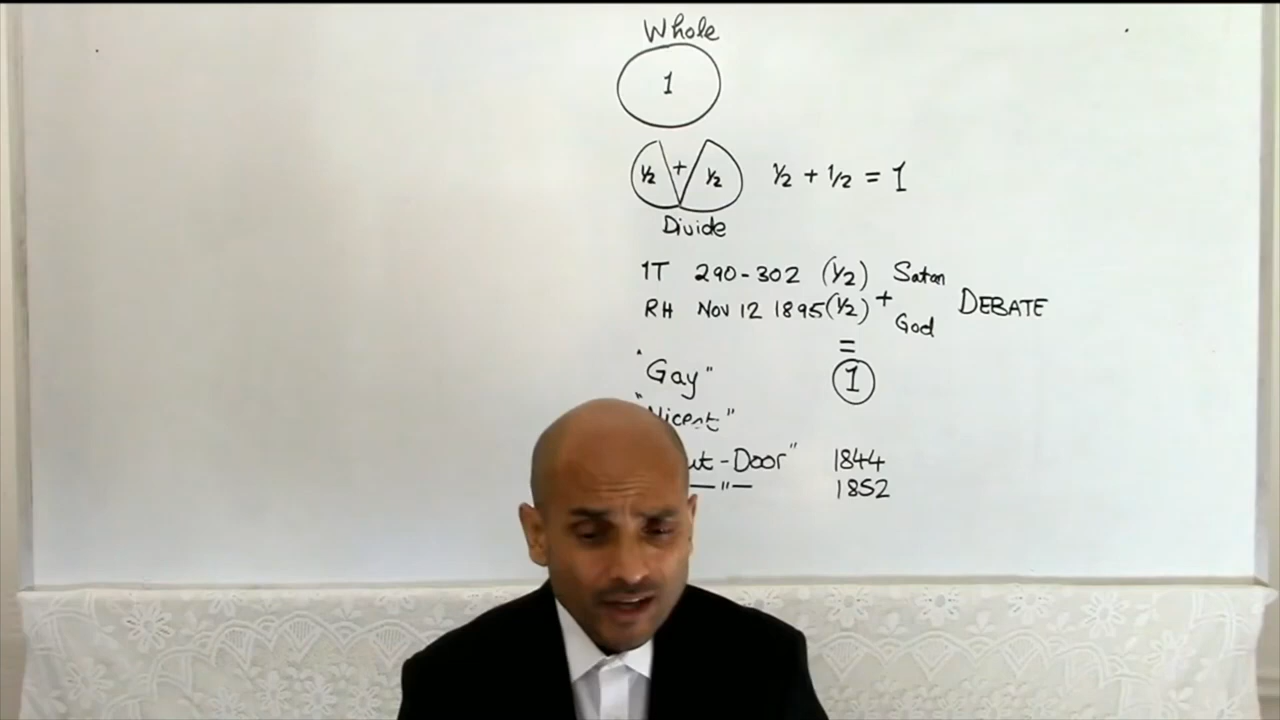 Whole
1
½ + ½
½ + 1/2 = 1
Divide
1T 290-302 (½) Satan
RH Nov 12 1895 (½) + God
DEBATE
=
"Gay" 1
-Door" 1844
—"— 1852